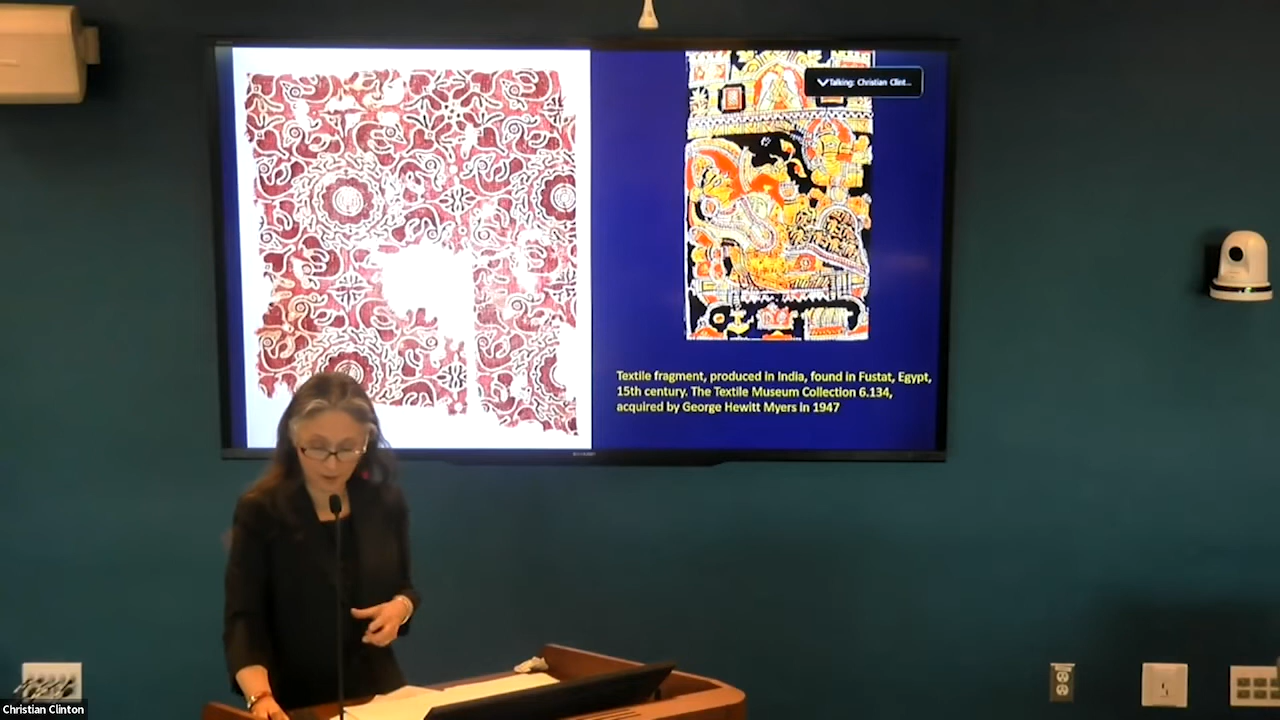 Talking: Christian Clint...
Textile fragment, produced in India, found in Fustat, Egypt,
15th century. The Textile Museum Collection 6.134,
acquired by George Hewitt Myers in 1947
Christian Clinton